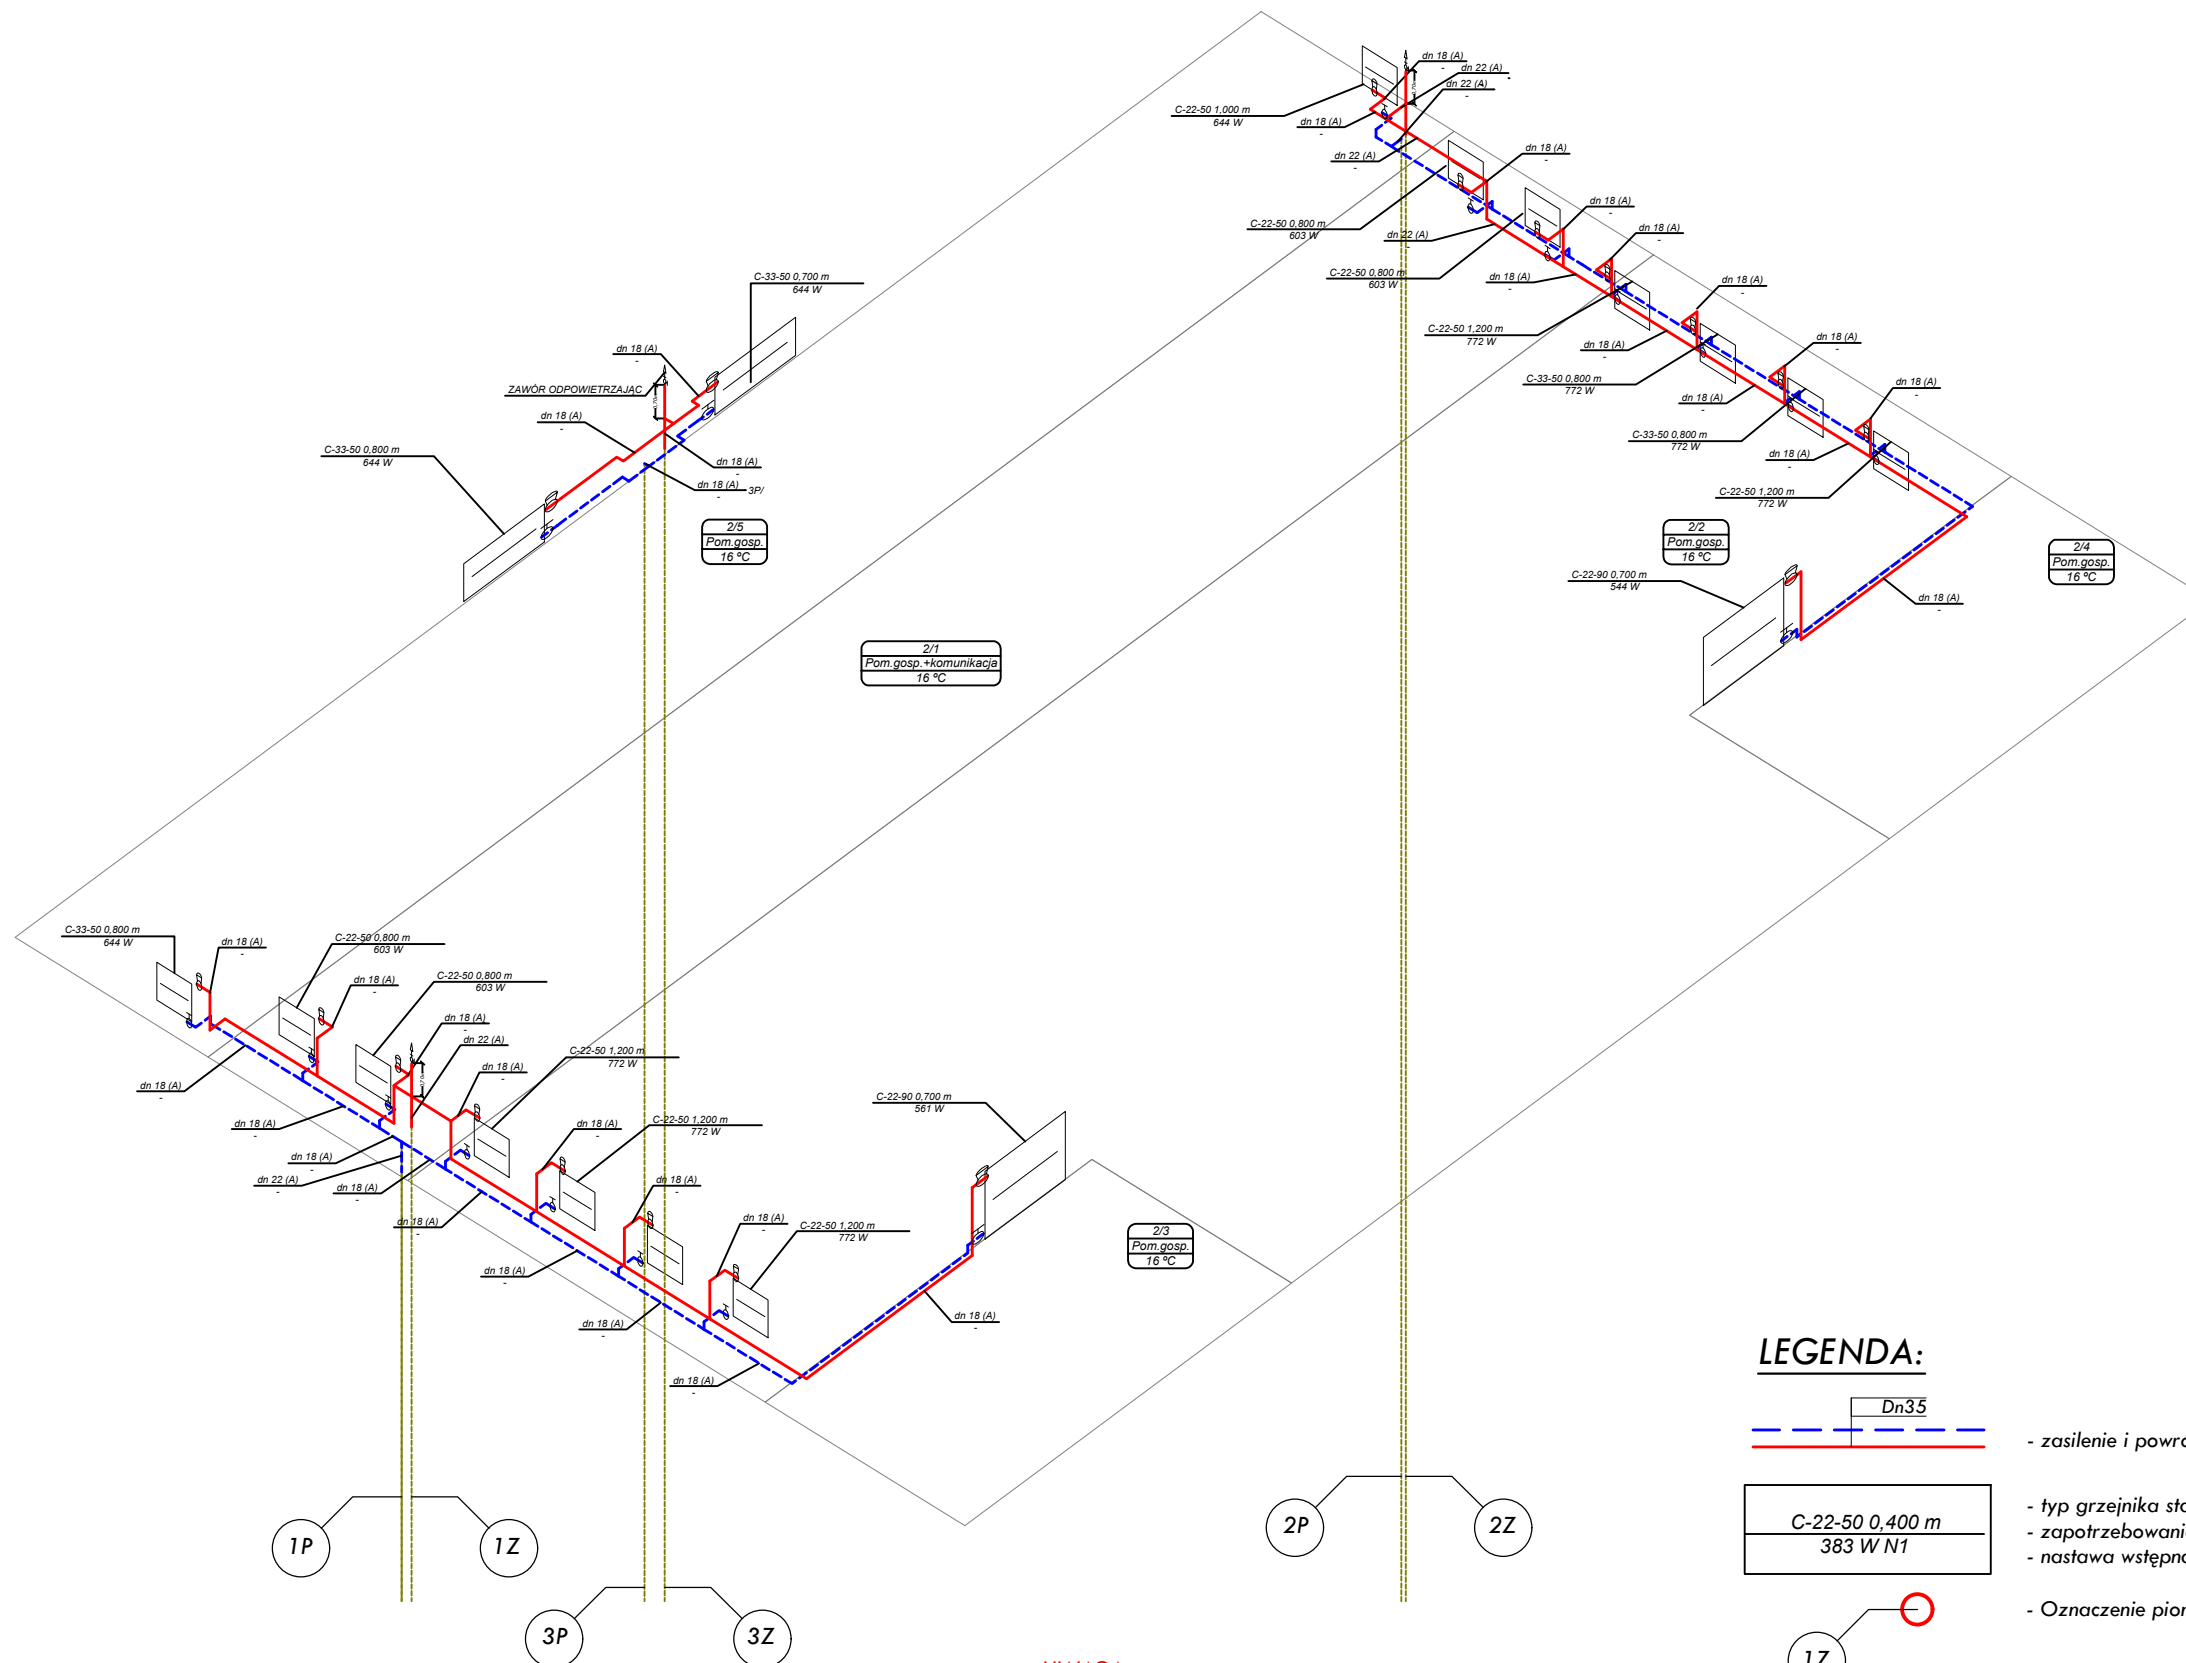 dn 18 (A)
-
dn 22 (A)
-
dn 22 (A)
-
C-22-50 1,000 m
644 W
dn 18 (A)
-
dn 22 (A)
-
dn 18 (A)
-
C-22-50 0,800 m
603 W
dn 22 (A)
-
dn 18 (A)
-
C-22-50 0,800 m
603 W
dn 18 (A)
-
dn 18 (A)
-
C-22-50 1,200 m
772 W
dn 18 (A)
-
dn 18 (A)
-
C-33-50 0,800 m
772 W
dn 18 (A)
-
dn 18 (A)
-
C-33-50 0,800 m
772 W
dn 18 (A)
-
dn 18 (A)
-
C-22-50 1,200 m
772 W
C-33-50 0,700 m
644 W
dn 18 (A)
-
ZAWÓR ODPOWIETRZAJĄC
dn 18 (A)
-
C-33-50 0,800 m
644 W
dn 18 (A)
-
dn 18 (A)
-
3P/
2/5
Pom.gosp.
16 ºC
2/2
Pom.gosp.
16 ºC
2/4
Pom.gosp.
16 ºC
C-22-90 0,700 m
544 W
dn 18 (A)
-
2/1
Pom.gosp.+komunikacja
16 ºC
C-33-50 0,800 m
644 W
dn 18 (A)
-
C-22-50 0,800 m
603 W
dn 18 (A)
-
C-22-50 0,800 m
603 W
dn 18 (A)
-
dn 22 (A)
-
C-22-50 1,200 m
772 W
dn 18 (A)
-
dn 18 (A)
-
dn 18 (A)
-
dn 18 (A)
-
dn 22 (A)
-
dn 18 (A)
-
dn 18 (A)
-
C-22-50 1,200 m
772 W
dn 18 (A)
-
dn 18 (A)
-
dn 18 (A)
-
dn 18 (A)
-
C-22-50 1,200 m
772 W
dn 18 (A)
-
dn 18 (A)
-
C-22-90 0,700 m
561 W
dn 18 (A)
-
2/3
Pom.gosp.
16 ºC
LEGENDA:
Dn35
- zasilenie i powro
C-22-50 0,400 m
383 W N1
- typ grzejnika sta
- zapotrzebowani
- nastawa wstępna
- Oznaczenie pion
1Z
1P
1Z
2P
2Z
3P
3Z